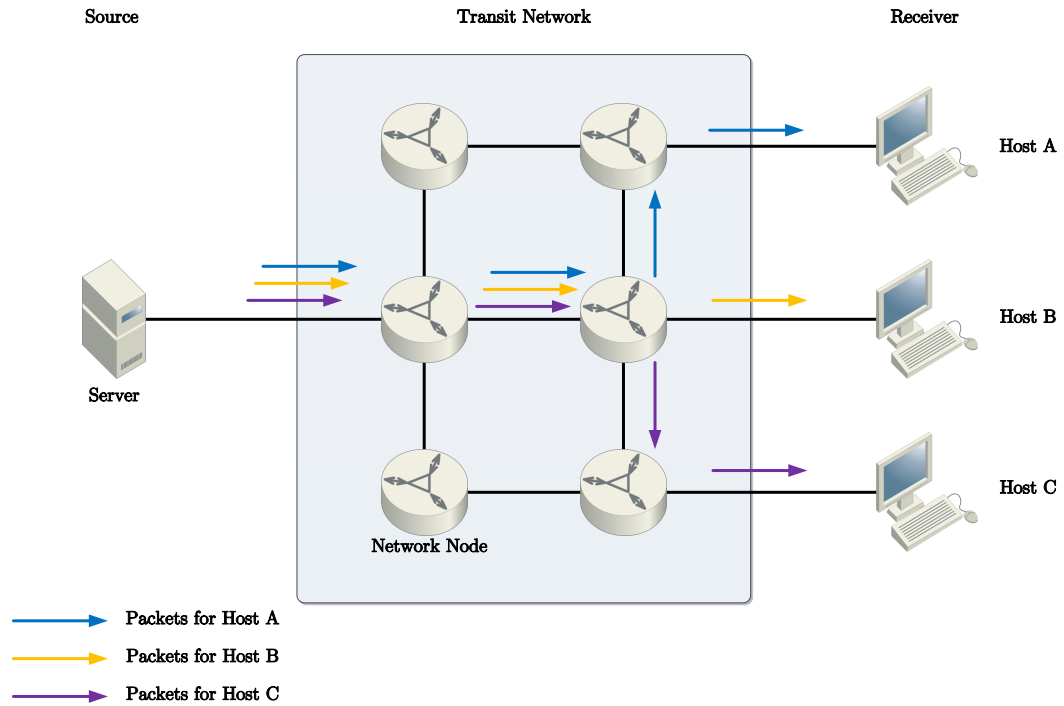 Source
Transit Network
Receiver
Host A
Host B
Server
Host C
Network Node
Packets for Host A
Packets for Host B
Packets for Host C